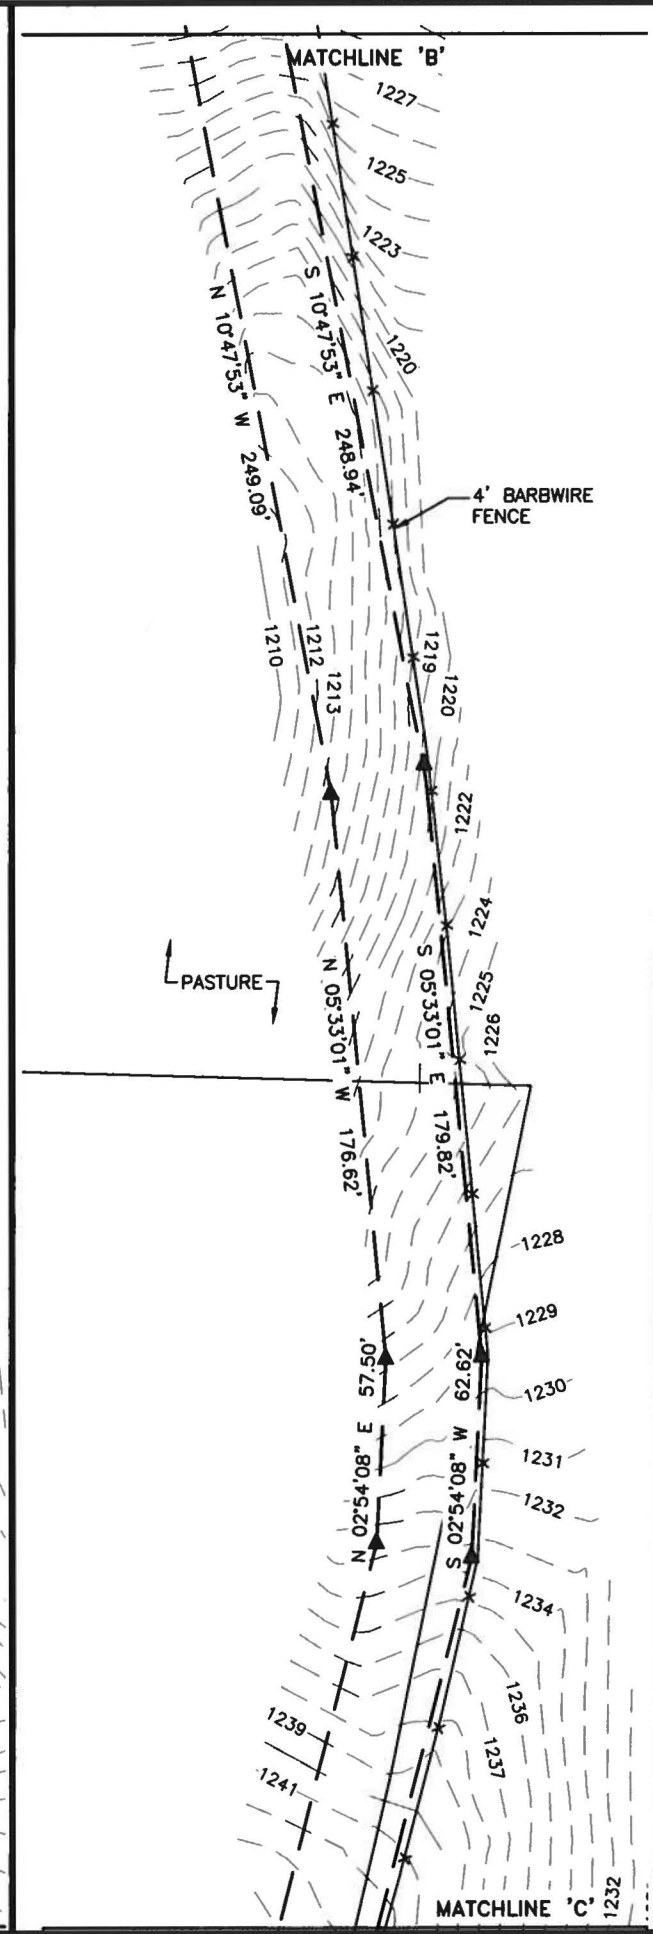 MATCHLINE 'B'
1227
1225
1223
1220
N 10°47'53" W 249.09'
S 10°47'53" E 248.94'
4' BARBWIRE
FENCE
1210
1212
1213
1219
1220
1222
1224
1225
1226
PASTURE
N 05°33'01" W 176.62'
S 05°33'01" E 179.82'
1228
1229
1230
1231
1232
N 02°54'08" E 57.50'
S 02°54'08" W 62.62'
1234
1236
1237
1239
1241
1232
MATCHLINE 'C'